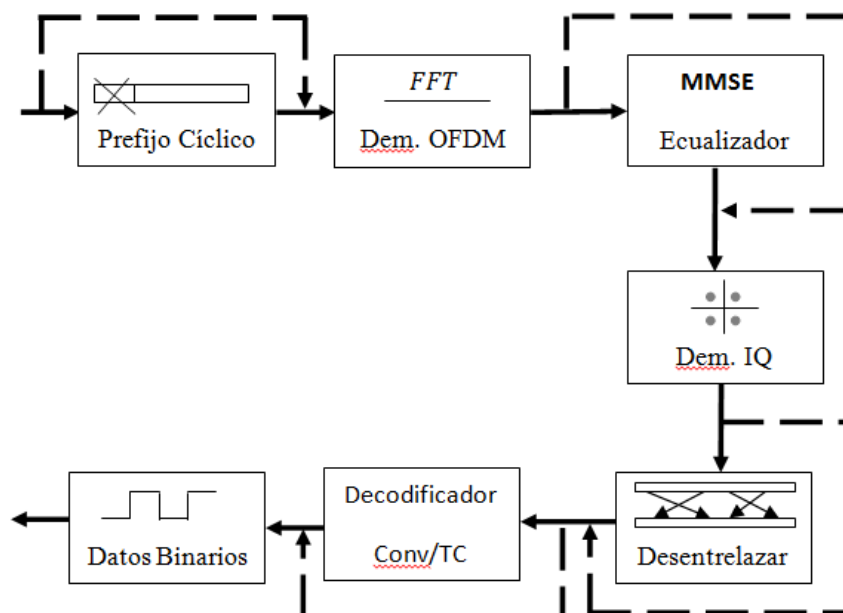 Prefijo Cíclico
FFT
Dem. OFDM
MMSE
Ecualizador
Dem. IQ
Desentrelazar
Decodificador
Conv/TC
Datos Binarios